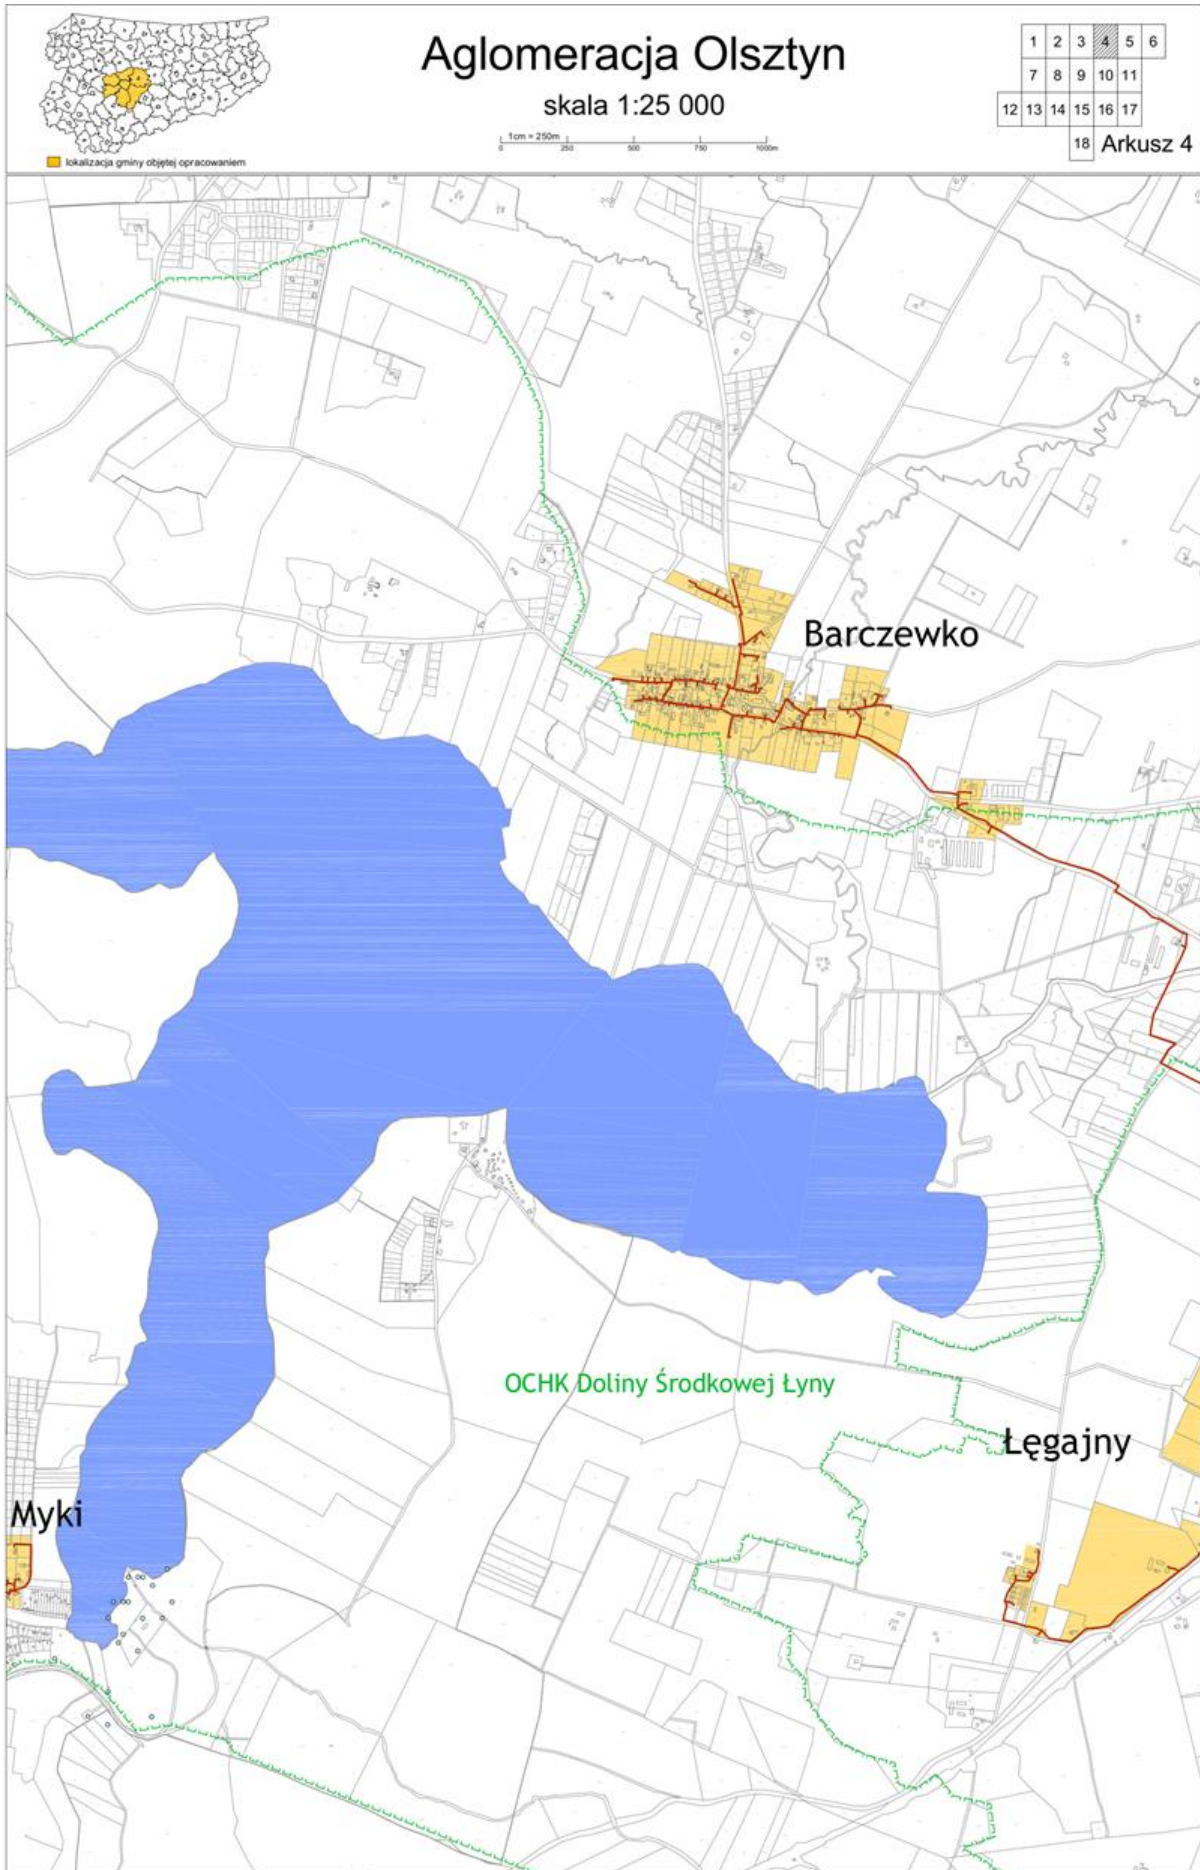 Aglomeracja Olsztyn
skala 1:25 000
1cm = 250m
0 250 500 750 1000m
lokalizacja gminy objętej opracowaniem
1 2 3 4 5 6
7 8 9 10 11
12 13 14 15 16 17
18 Arkusz 4
Barczewko
OCHK Doliny Środkowej Łyny
Łęgajny
Myki